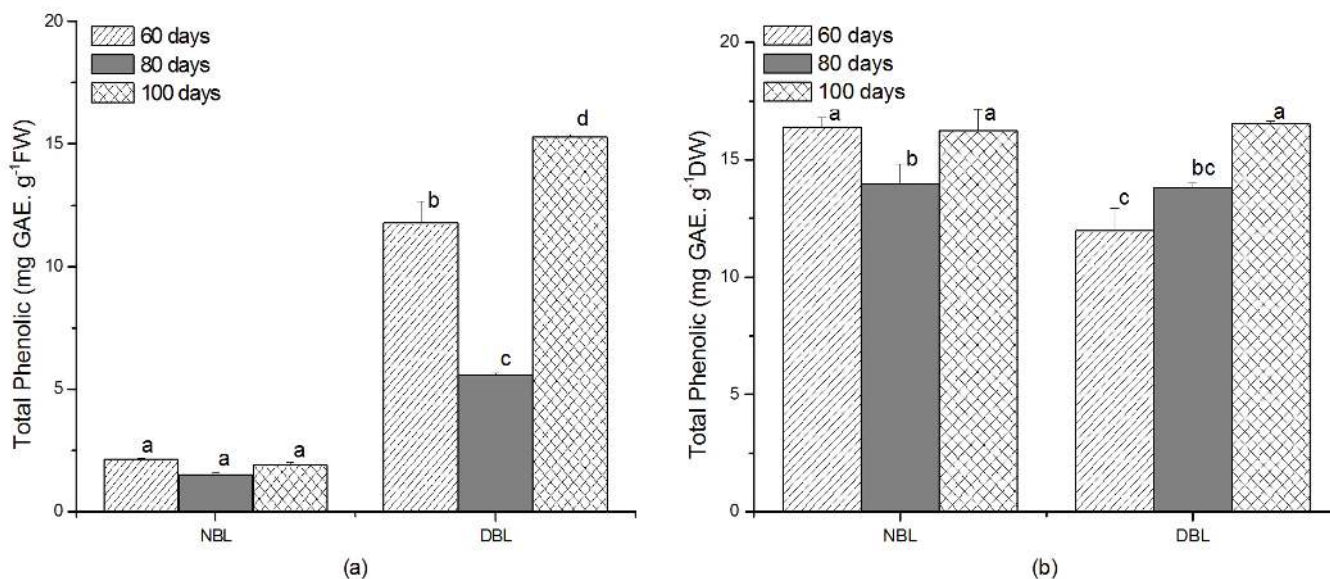 20
15
10
5
0
Total Phenolic (mg GAE. g⁻¹FW)
60 days
80 days
100 days
a
a
a
b
c
d
NBL
DBL
(a)
20
15
10
5
0
Total Phenolic (mg GAE. g¹DW)
60 days
80 days
100 days
a
b
a
c
bc
a
NBL
DBL
(b)